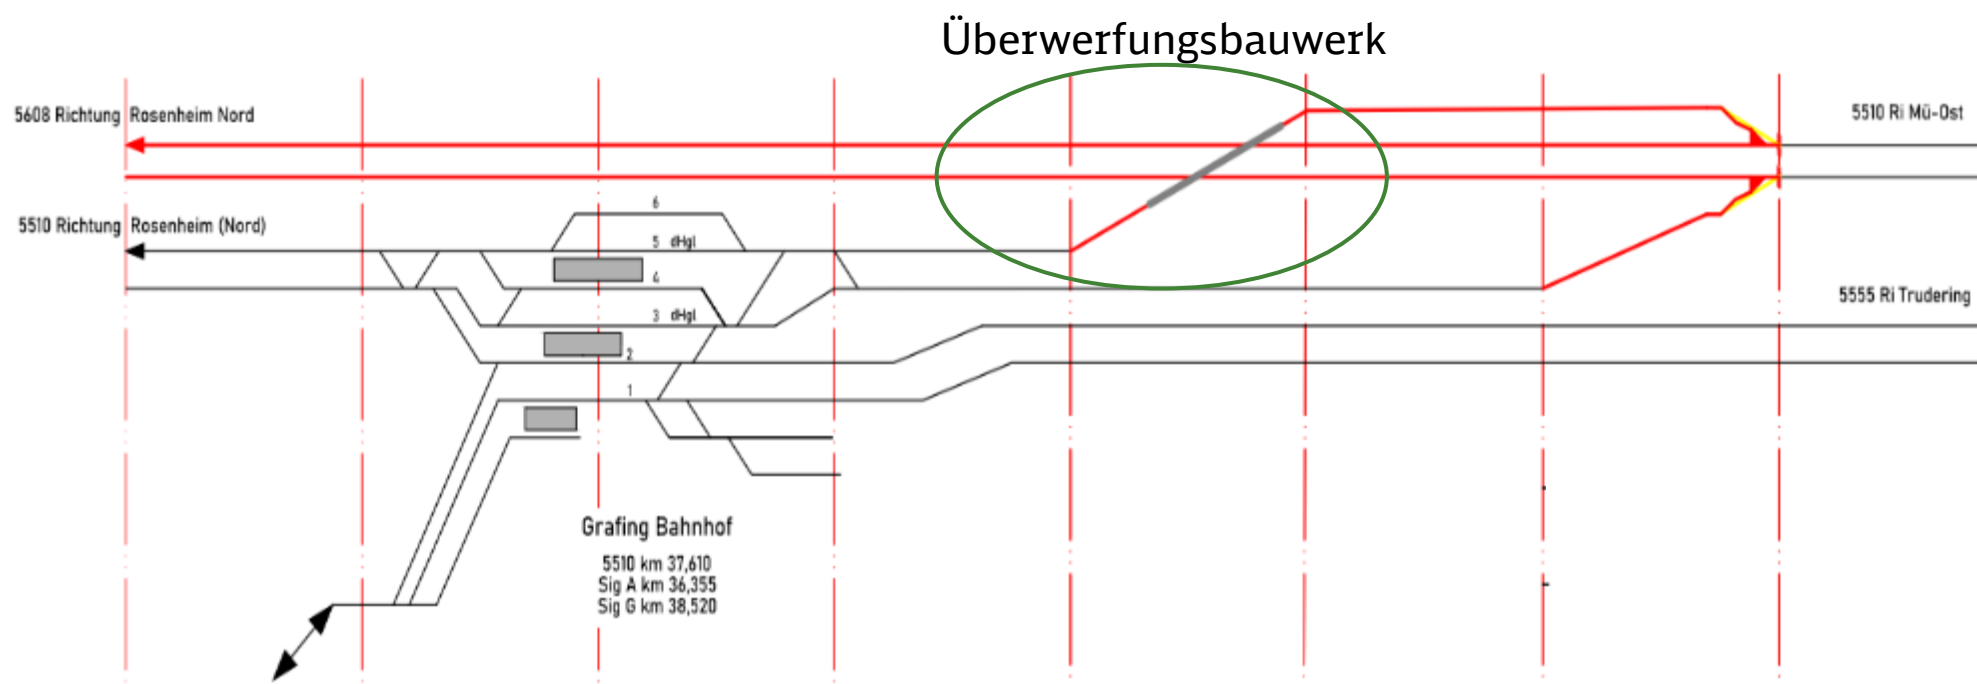 Überwerfungsbauwerk
5608 Richtung Rosenheim Nord
5510 Ri Mü-Ost
5510 Richtung Rosenheim (Nord)
6
5 dHgl
4
3 dHgl
2
1
5555 Ri Trudering
Grafing Bahnhof
5510 km 37,610
Sig A km 36,355
Sig G km 38,520